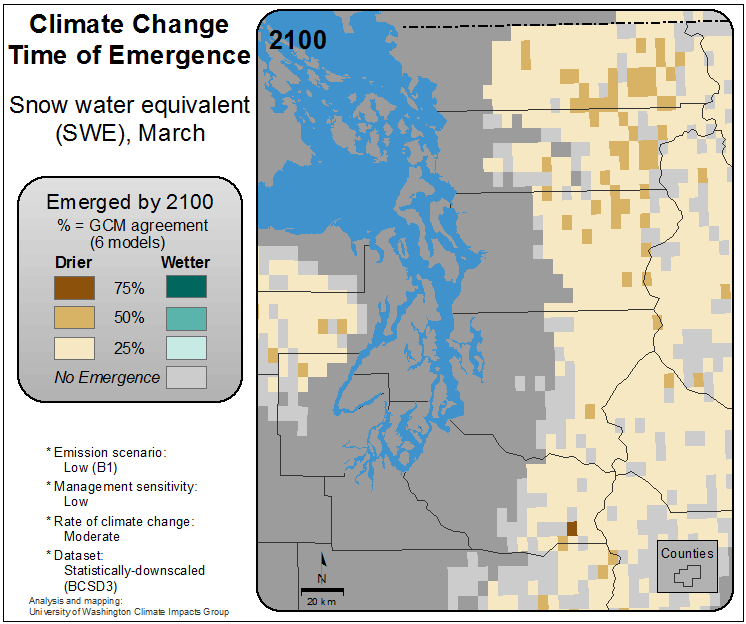 Climate Change
Time of Emergence
Snow water equivalent
(SWE), March
Emerged by 2100
% = GCM agreement
(6 models)
Drier Wetter
75%
50%
25%
No Emergence
* Emission scenario:
Low (B1)
* Management sensitivity:
Low
* Rate of climate change:
Moderate
* Dataset:
Statistically-downscaled
(BCSD3)
Analysis and mapping:
University of Washington Climate Impacts Group
2100
N
20 km
Counties